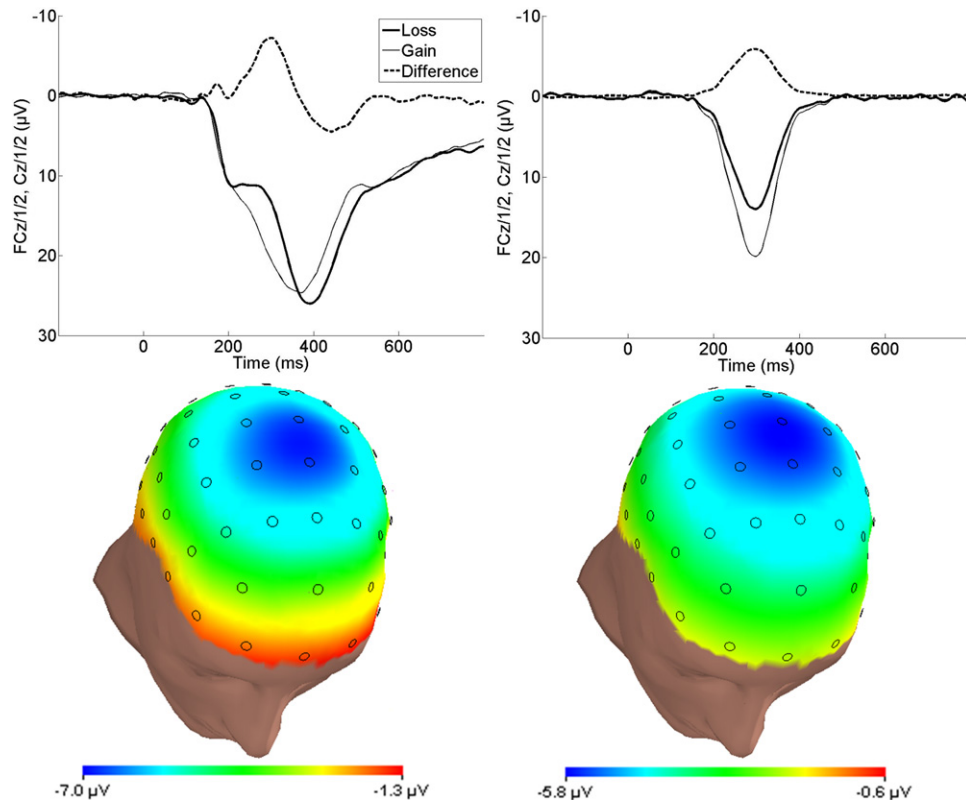 -10
0
10
20
30
FCz/1/2, Cz/1/2 (µV)
0
200
400
600
Time (ms)
Loss
Gain
Difference
-10
0
10
20
30
FCz/1/2, Cz/1/2 (µV)
0
200
400
600
Time (ms)
-7.0 µV
-1.3 µV
-5.8 µV
-0.6 µV